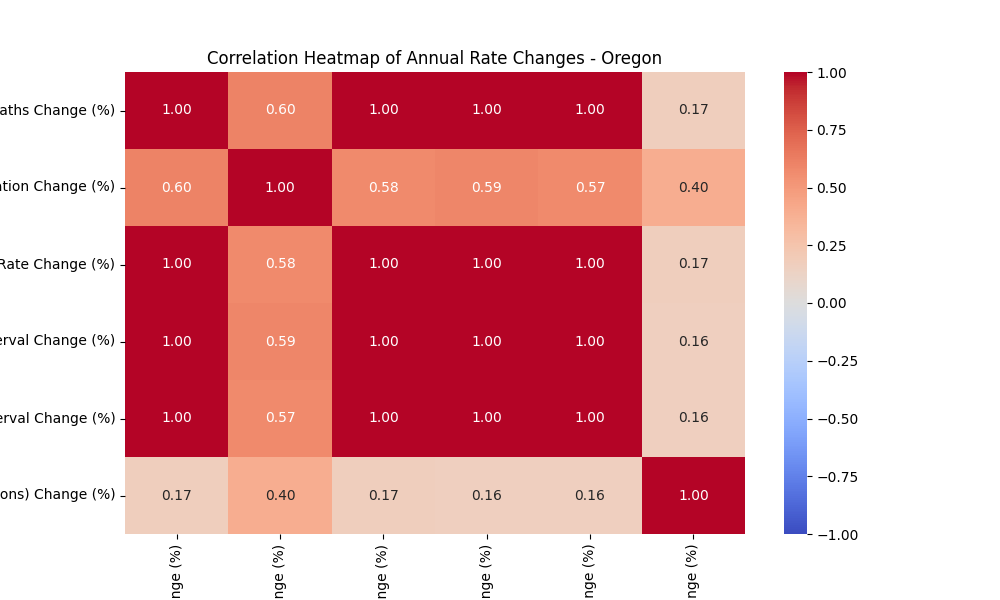 Correlation Heatmap of Annual Rate Changes - Oregon
aths Change (%) 1.00 0.60 1.00 1.00 1.00 0.17
tion Change (%) 0.60 1.00 0.58 0.59 0.57 0.40
Rate Change (%) 1.00 0.58 1.00 1.00 1.00 0.17
erval Change (%) 1.00 0.59 1.00 1.00 1.00 0.16
erval Change (%) 1.00 0.57 1.00 1.00 1.00 0.16
ons) Change (%) 0.17 0.40 0.17 0.16 0.16 1.00
nge (%) nge (%) nge (%) nge (%) nge (%) nge (%)
1.00
0.75
0.50
0.25
0.00
−0.25
−0.50
−0.75
−1.00